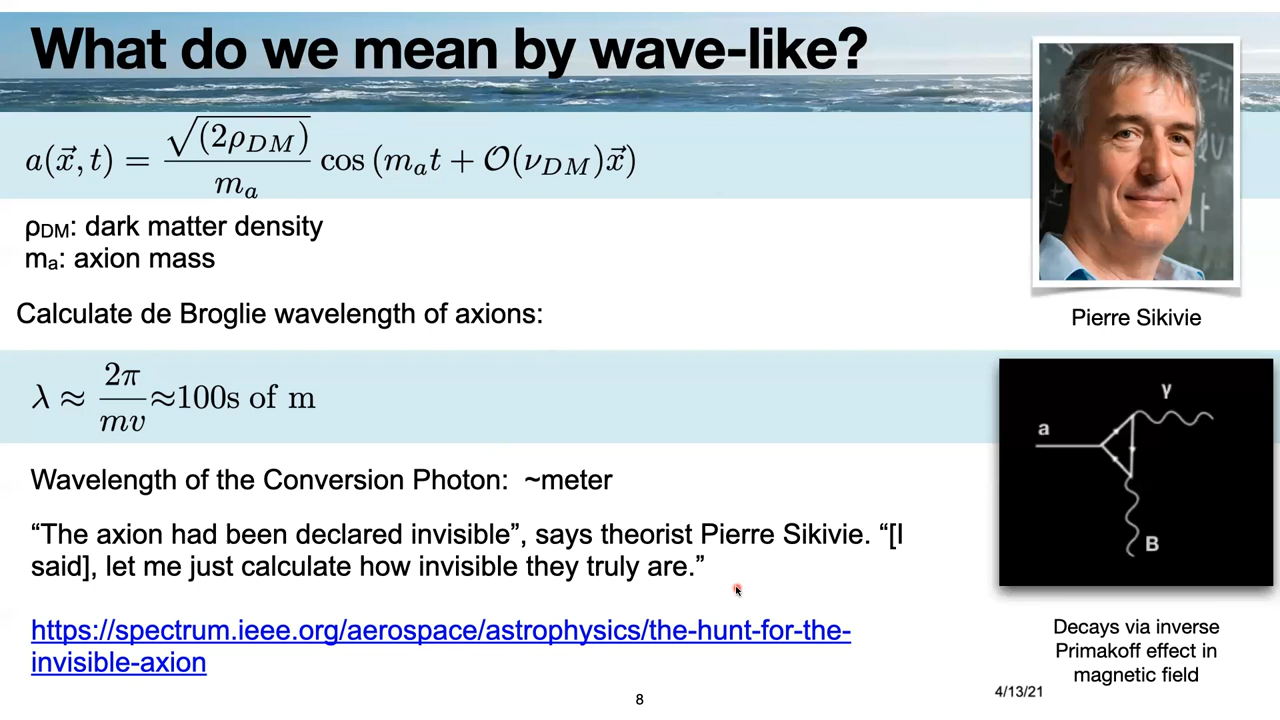 What do we mean by wave-like?
a(x⃗, t) = √(2ρ_DM) / m_a cos (m_a t + 𝒪(ν_DM)x⃗)
ρDM: dark matter density
ma: axion mass
Calculate de Broglie wavelength of axions:
λ ≈ 2π / mv ≈100s of m
Wavelength of the Conversion Photon:  ~meter
“The axion had been declared invisible”, says theorist Pierre Sikivie. “[I
said], let me just calculate how invisible they truly are.”
https://spectrum.ieee.org/aerospace/astrophysics/the-hunt-for-the-
invisible-axion
Pierre Sikivie
a
γ
B
Decays via inverse
Primakoff effect in
magnetic field
4/13/21
8